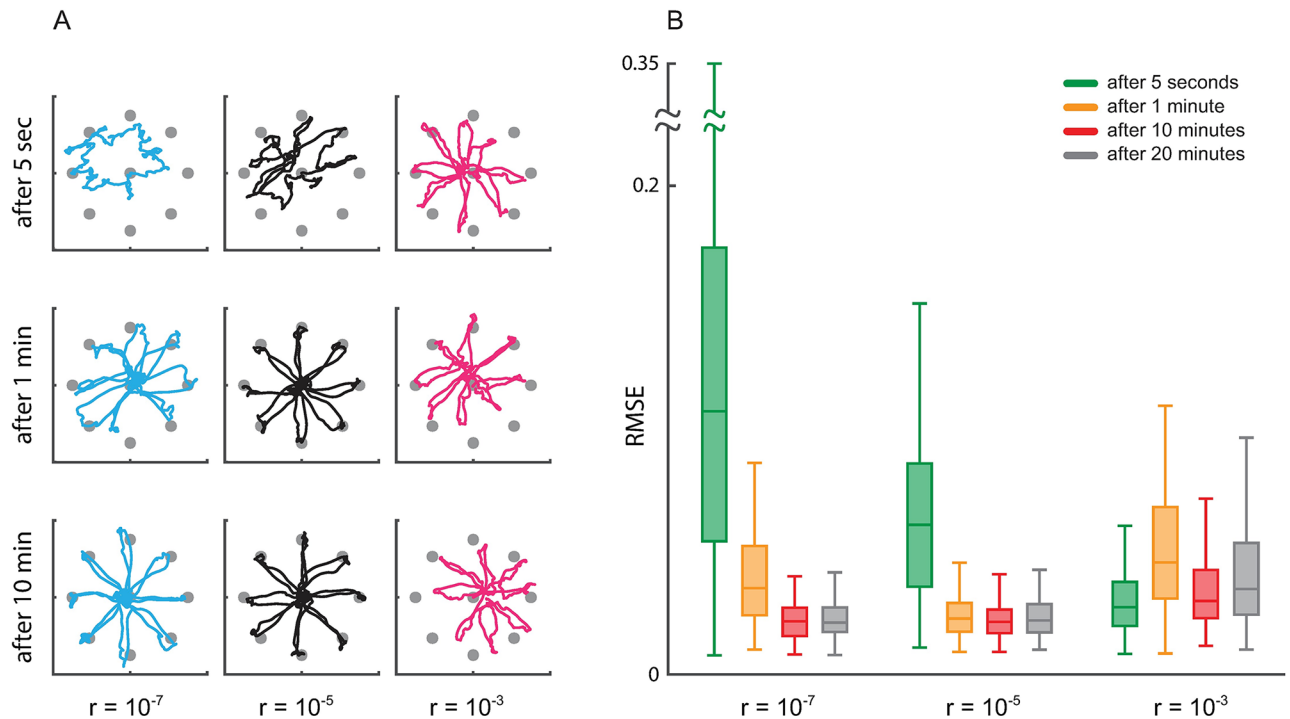 A
B
after 5 sec
after 1 min
after 10 min
r = 10⁻⁷
r = 10⁻⁵
r = 10⁻³
0.35
0.2
0
RMSE
after 5 seconds
after 1 minute
after 10 minutes
after 20 minutes
r = 10⁻⁷
r = 10⁻⁵
r = 10⁻³